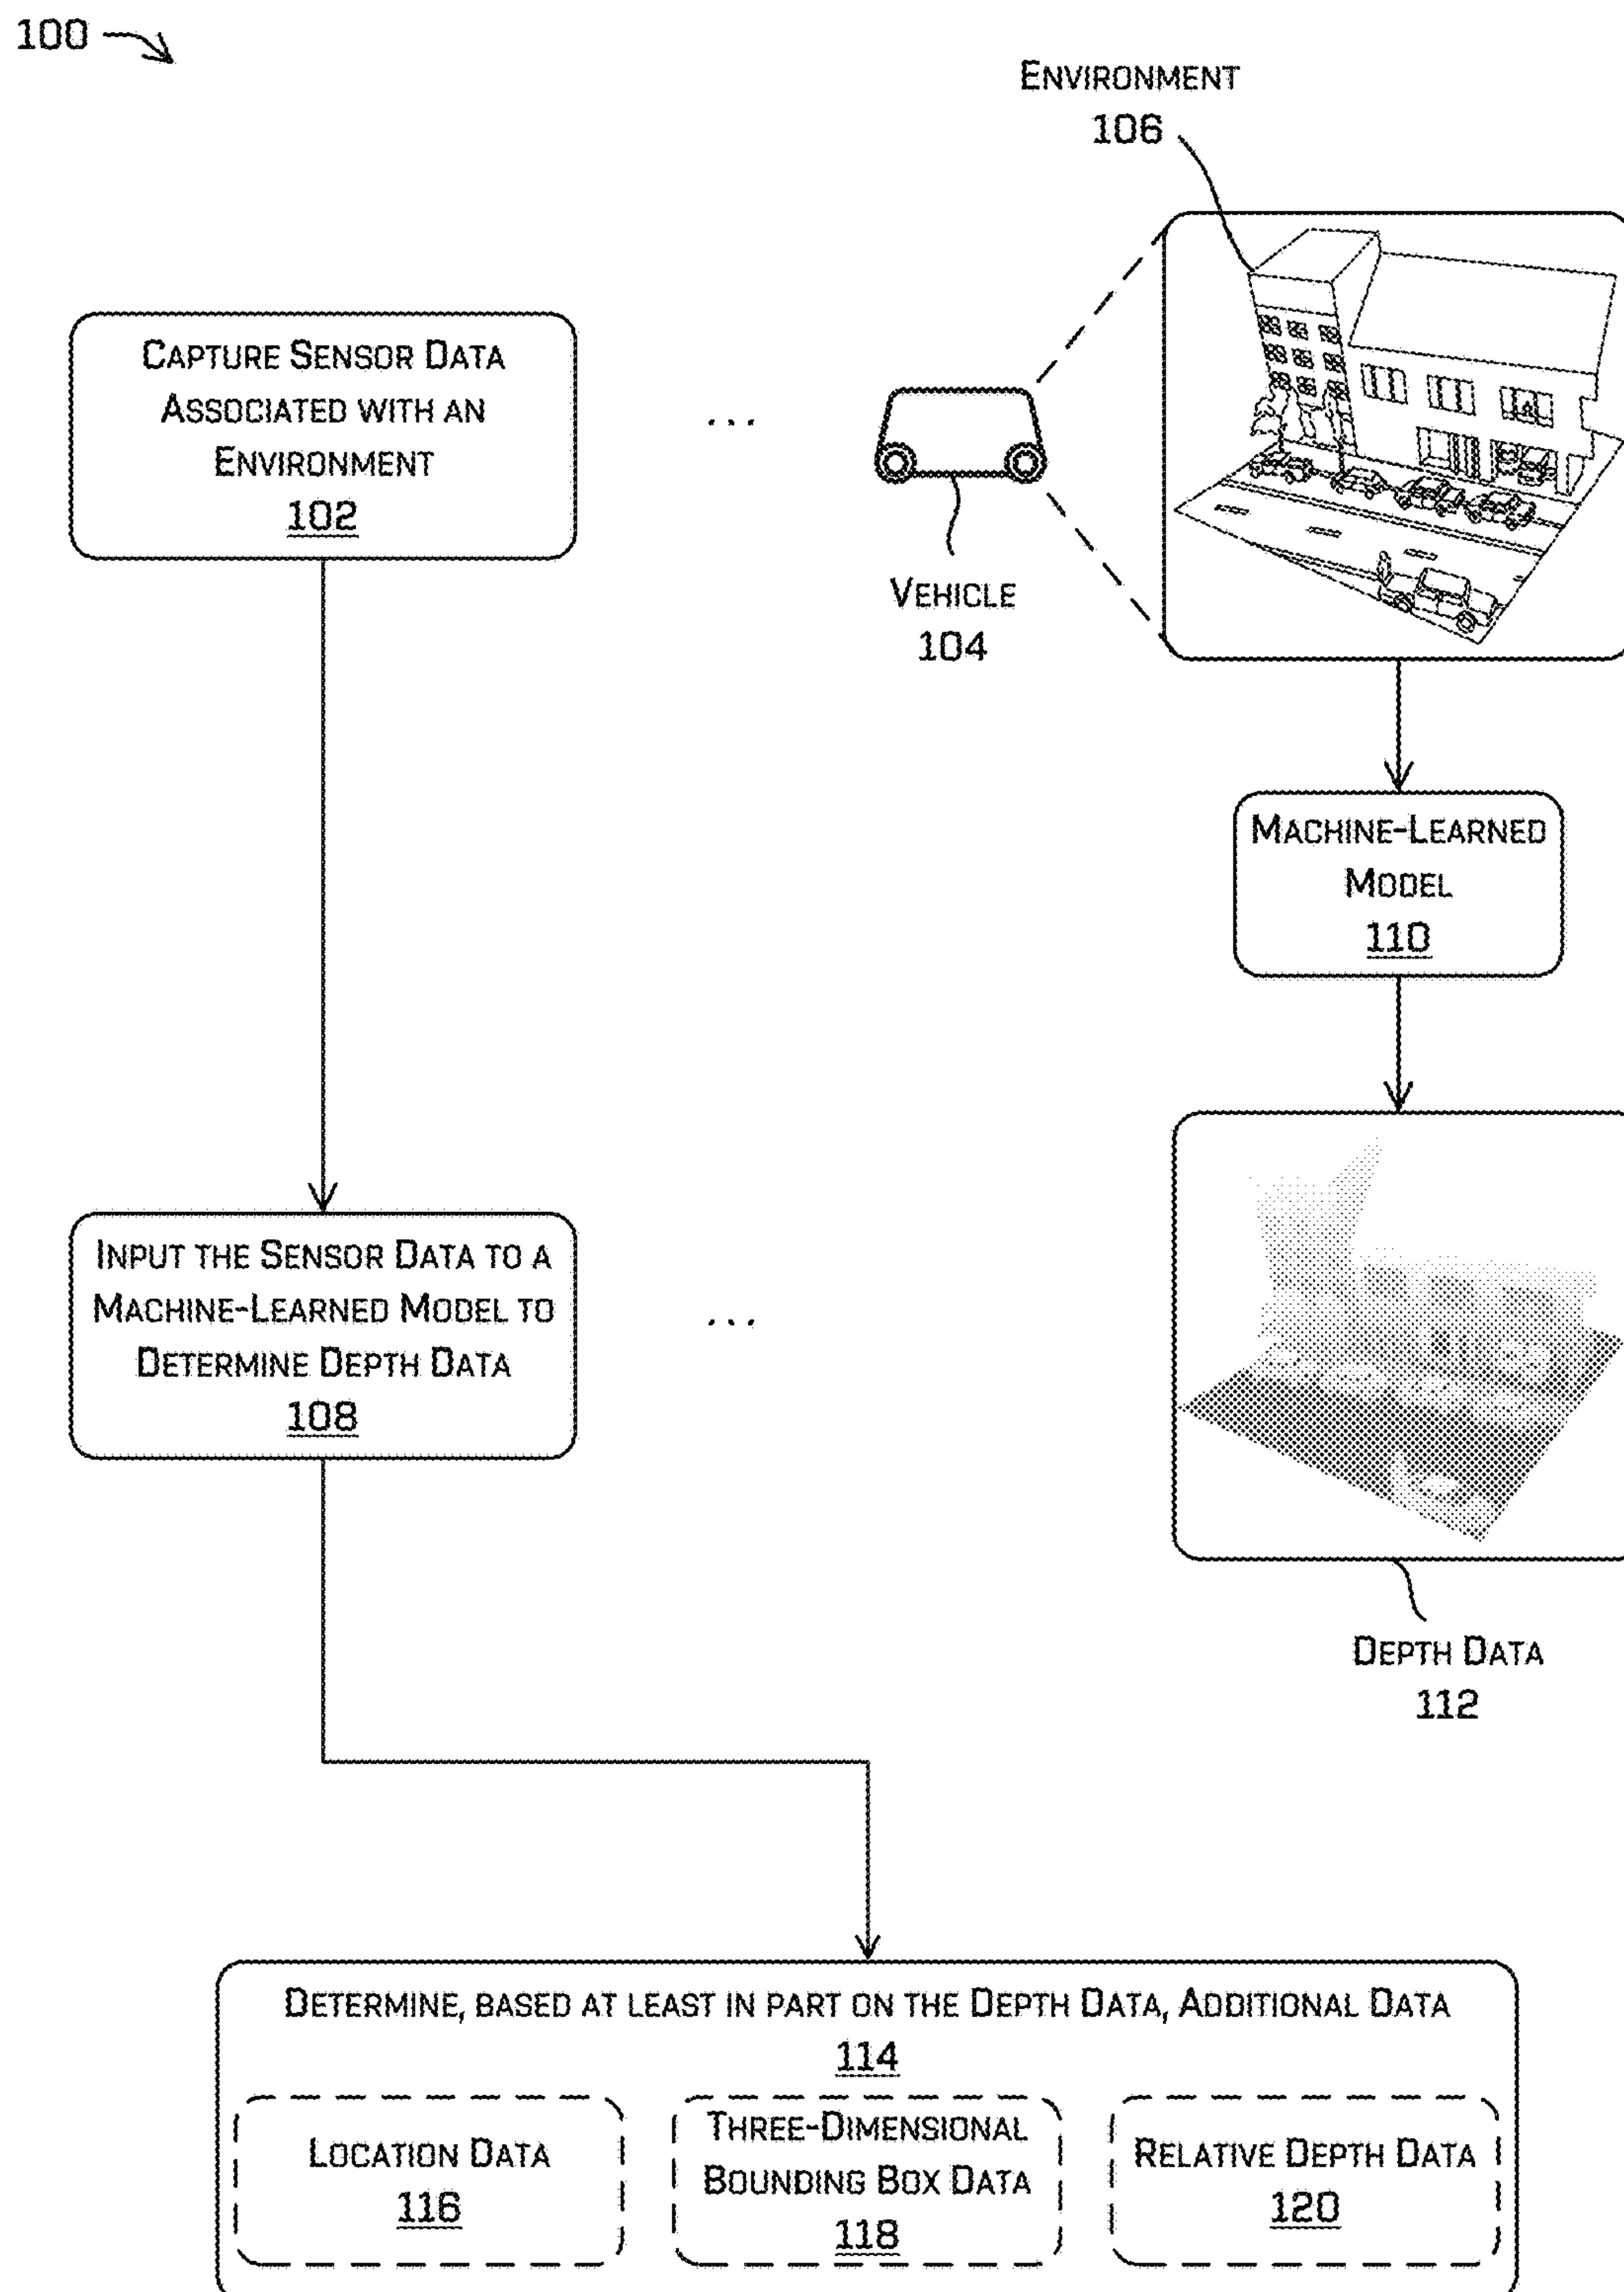 100
ENVIRONMENT
106
CAPTURE SENSOR DATA
ASSOCIATED WITH AN
ENVIRONMENT
102
...
VEHICLE
104
MACHINE-LEARNED
MODEL
110
INPUT THE SENSOR DATA TO A
MACHINE-LEARNED MODEL TO
DETERMINE DEPTH DATA
108
...
DEPTH DATA
112
DETERMINE, BASED AT LEAST IN PART ON THE DEPTH DATA, ADDITIONAL DATA
114
LOCATION DATA
116
THREE-DIMENSIONAL
BOUNDING BOX DATA
118
RELATIVE DEPTH DATA
120